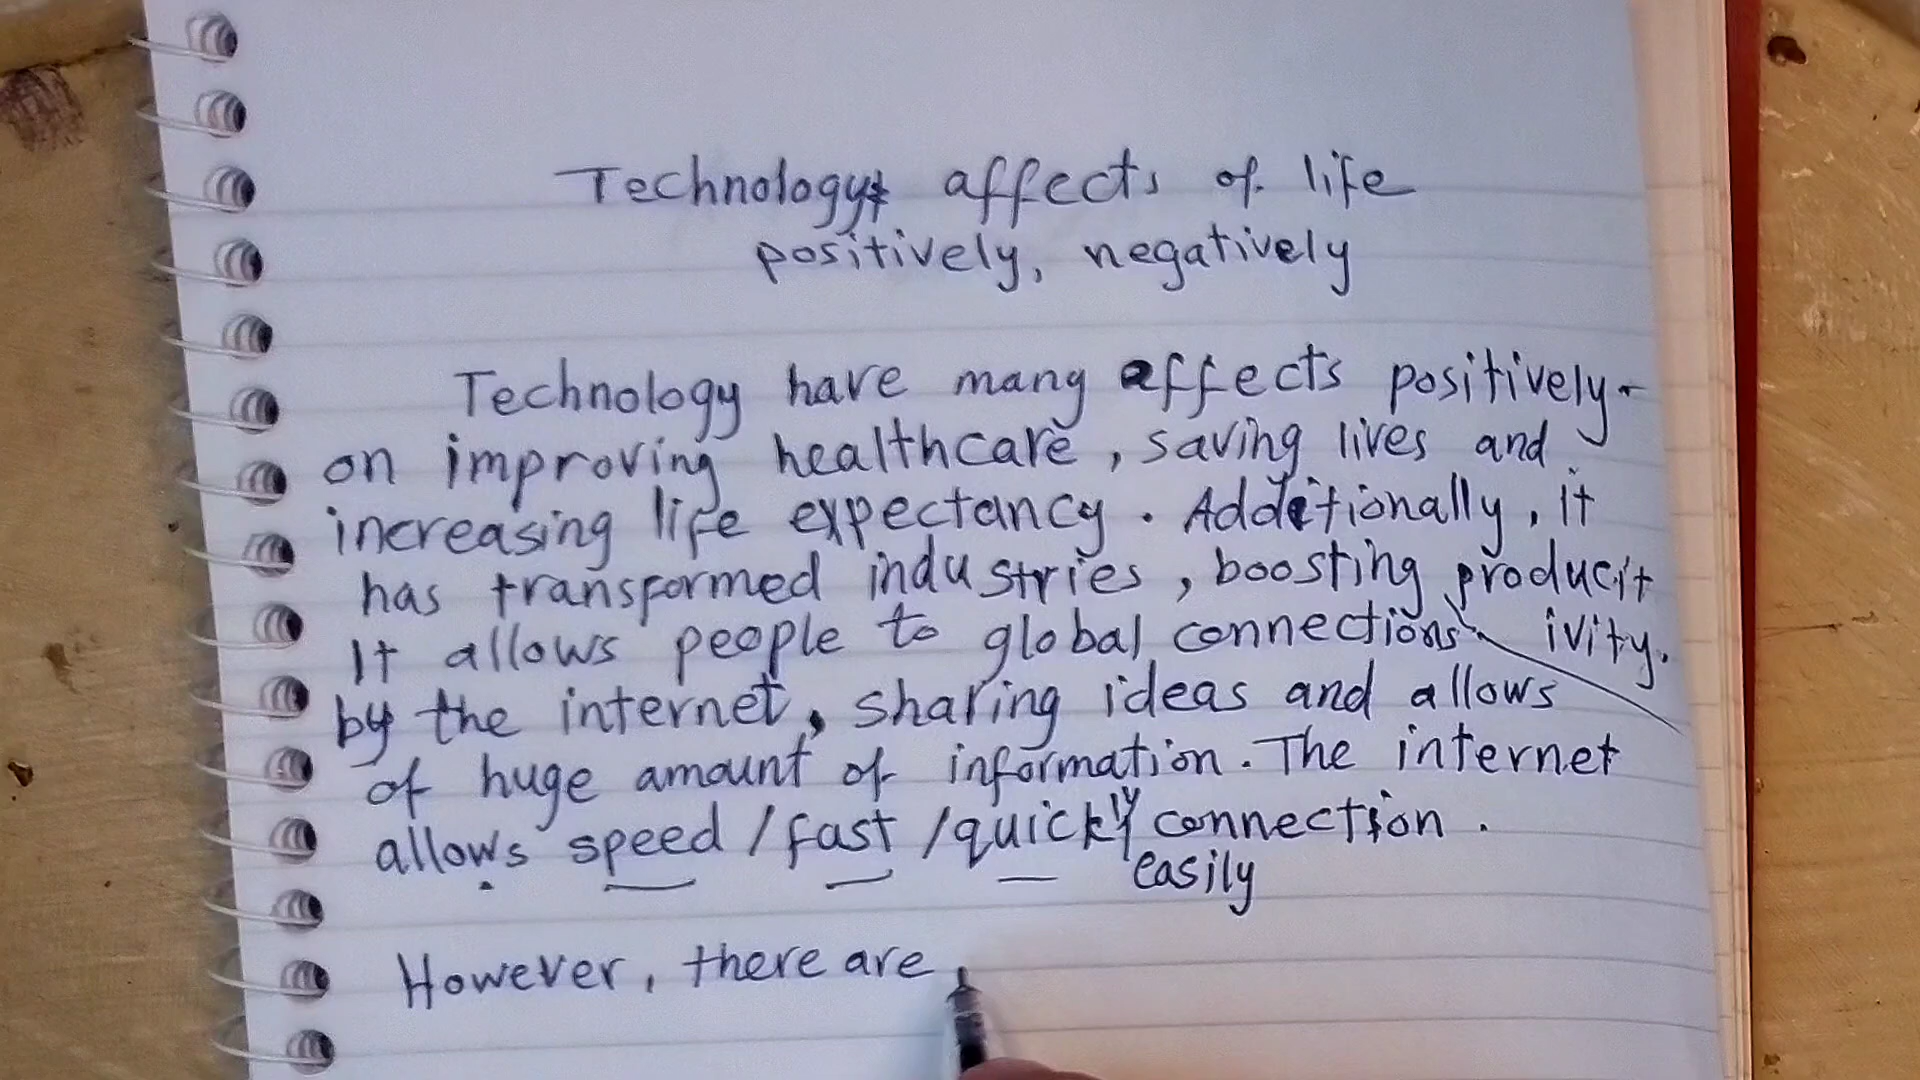 Technology affects of life
positively, negatively
Technology have many affects positively
on improving healthcare, saving lives and
increasing life expectancy. Additionally, it
has transformed industries, boosting producit
ivity.
It allows people to global connections
by the internet, sharing ideas and allows
of huge amount of information. The internet
allows speed / fast / quickly connection.
easily
However, there are